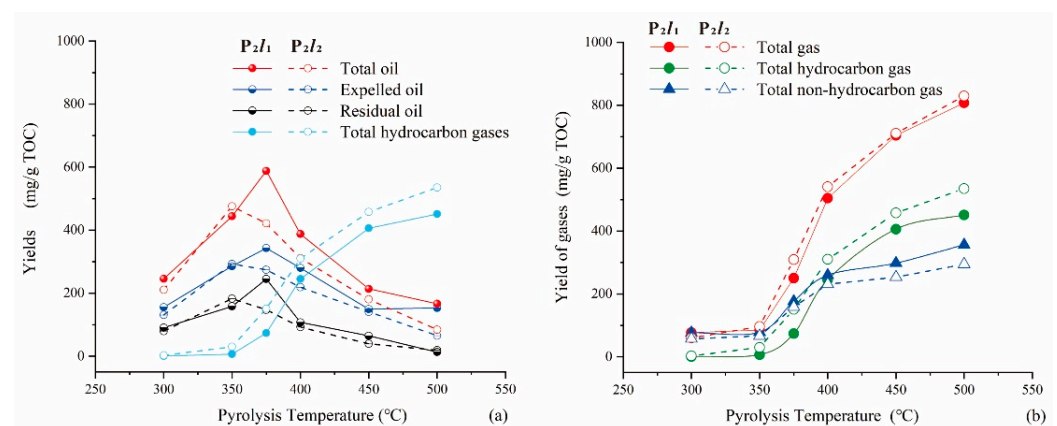 P₂l₁ P₂l₂
Total oil
Expelled oil
Residual oil
Total hydrocarbon gases
Yields (mg/g TOC)
1000
800
600
400
200
0
250 300 350 400 450 500 550
Pyrolysis Temperature (℃)
(a)
P₂l₁ P₂l₂
Total gas
Total hydrocarbon gas
Total non-hydrocarbon gas
Yield of gases (mg/g TOC)
1000
800
600
400
200
0
250 300 350 400 450 500 550
Pyrolysis Temperature (℃)
(b)